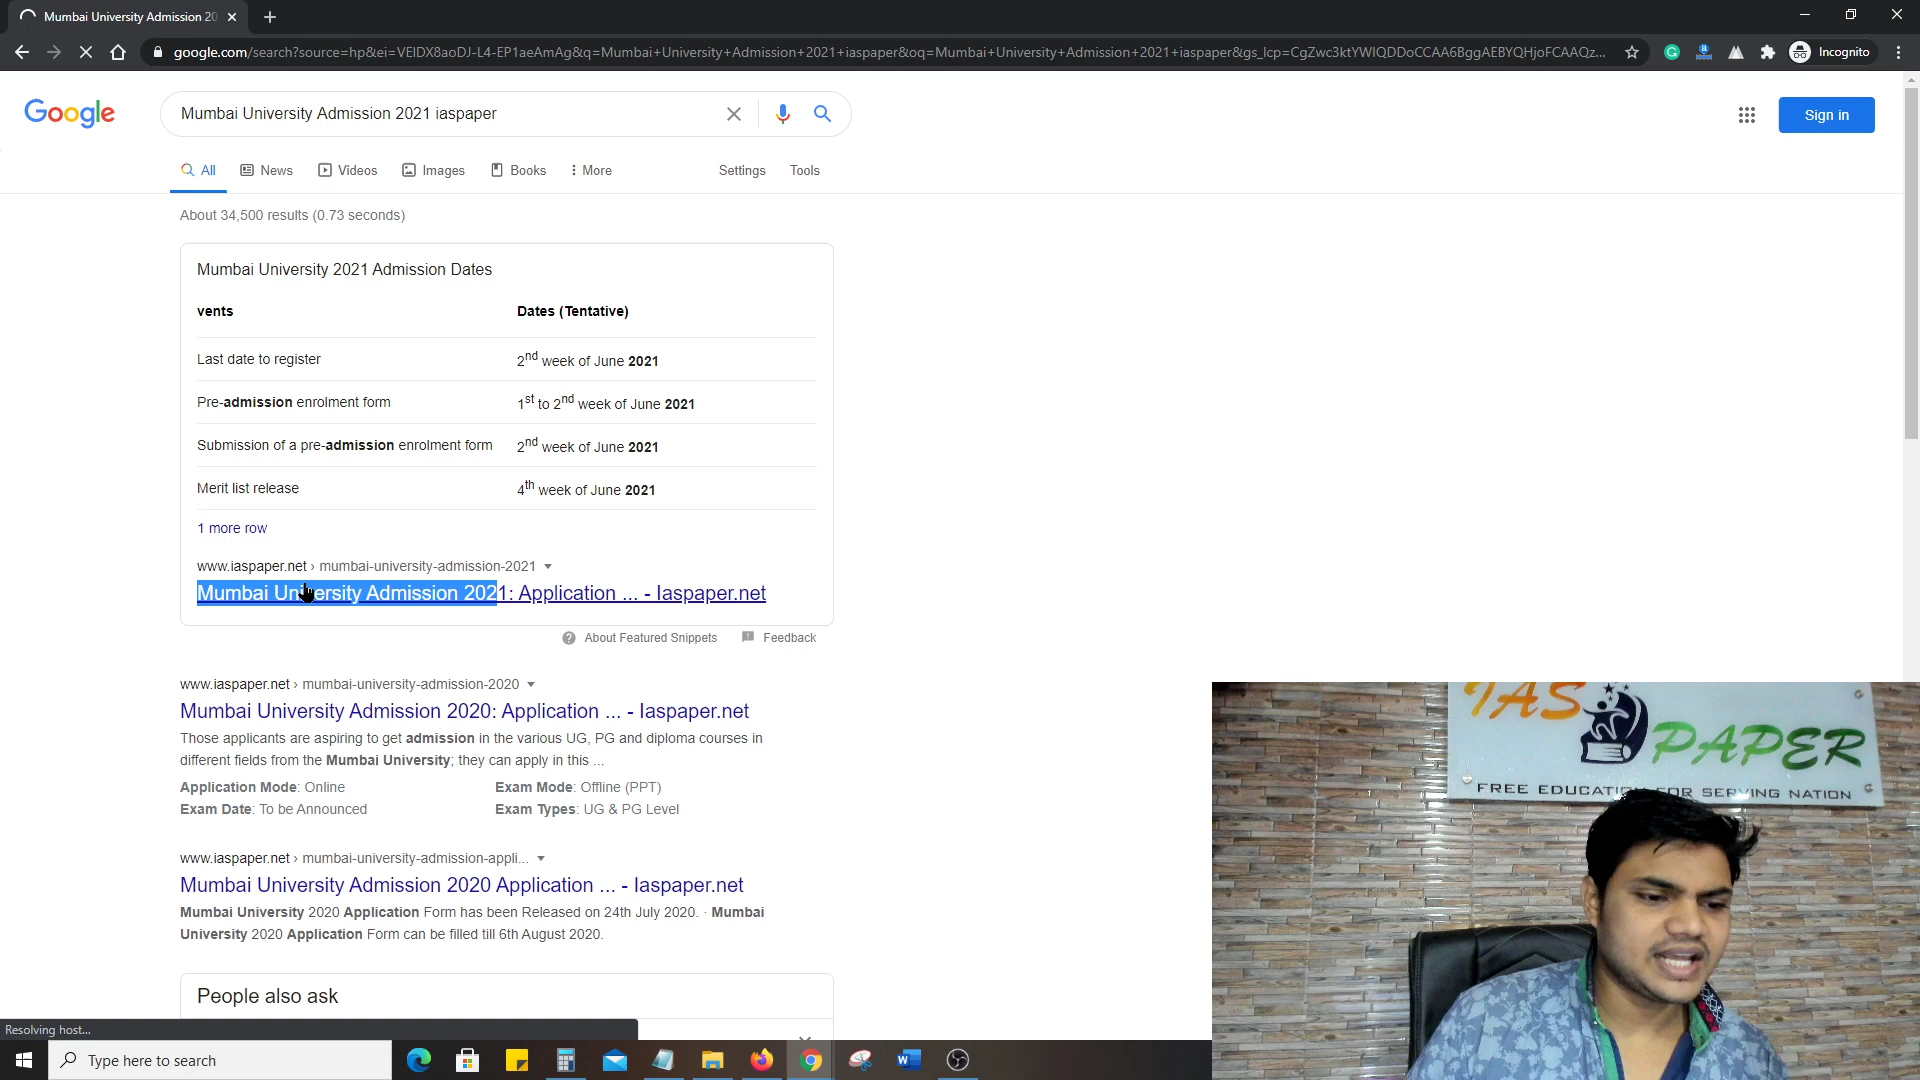 Mumbai University Admission 20
google.com/search?source=hp&ei=VEIDX8aoDJ-L4-EP1aeAmAg&q=Mumbai+University+Admission+2021+iaspaper&oq=Mumbai+University+Admission+2021+iaspaper&gs_lcp=CgZwc3ktYWIQDDoCCAA6BggAEBYQHjoFCAAQz...
Incognito
Google
Mumbai University Admission 2021 iaspaper
Sign in
All News Videos Images Books More Settings Tools
About 34,500 results (0.73 seconds)
Mumbai University 2021 Admission Dates
vents Dates (Tentative)
Last date to register 2nd week of June 2021
Pre-admission enrolment form 1st to 2nd week of June 2021
Submission of a pre-admission enrolment form 2nd week of June 2021
Merit list release 4th week of June 2021
1 more row
www.iaspaper.net › mumbai-university-admission-2021
Mumbai University Admission 2021: Application ... - Iaspaper.net
About Featured Snippets Feedback
www.iaspaper.net › mumbai-university-admission-2020
Mumbai University Admission 2020: Application ... - Iaspaper.net
Those applicants are aspiring to get admission in the various UG, PG and diploma courses in
different fields from the Mumbai University; they can apply in this ...
Application Mode: Online Exam Mode: Offline (PPT)
Exam Date: To be Announced Exam Types: UG & PG Level
www.iaspaper.net › mumbai-university-admission-appli...
Mumbai University Admission 2020 Application ... - Iaspaper.net
Mumbai University 2020 Application Form has been Released on 24th July 2020. · Mumbai
University 2020 Application Form can be filled till 6th August 2020.
People also ask
Resolving host...
Type here to search
IAS
PAPER
FREE EDUCATION FOR SERVING NATION